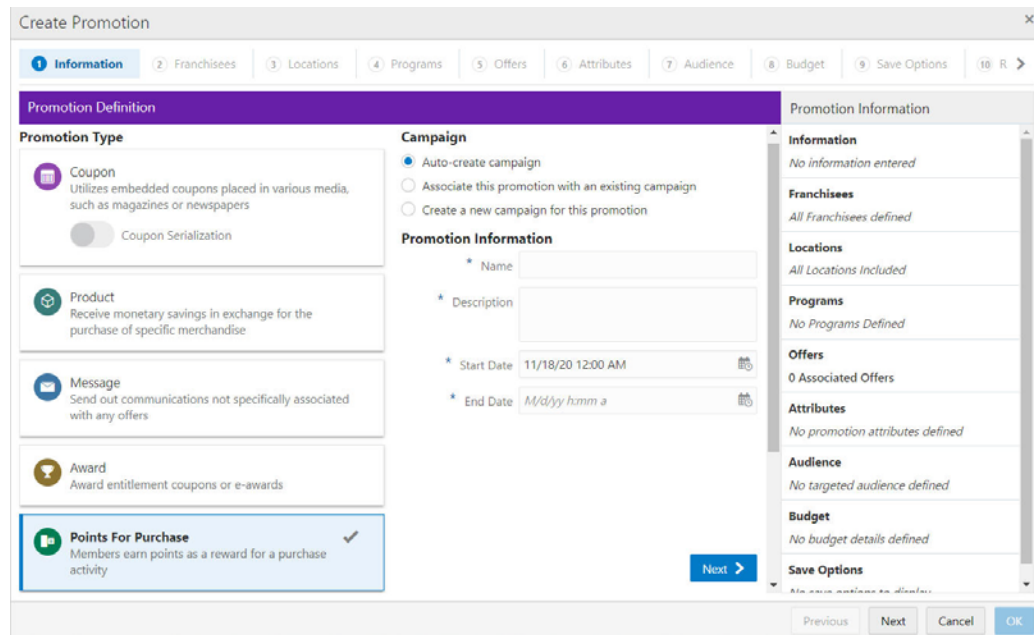 Create Promotion
1 Information 2 Franchisees 3 Locations 4 Programs 5 Offers 6 Attributes 7 Audience 8 Budget 9 Save Options 10 R
Promotion Definition
Promotion Type
Coupon
Utilizes embedded coupons placed in various media,
such as magazines or newspapers
Coupon Serialization
Product
Receive monetary savings in exchange for the
purchase of specific merchandise
Message
Send out communications not specifically associated
with any offers
Award
Award entitlement coupons or e-awards
Points For Purchase
Members earn points as a reward for a purchase
activity
Campaign
Auto-create campaign
Associate this promotion with an existing campaign
Create a new campaign for this promotion
Promotion Information
* Name
* Description
* Start Date 11/18/20 12:00 AM
* End Date M/d/yy h:mm a
Next
Promotion Information
Information
No information entered
Franchisees
All Franchisees defined
Locations
All Locations Included
Programs
No Programs Defined
Offers
0 Associated Offers
Attributes
No promotion attributes defined
Audience
No targeted audience defined
Budget
No budget details defined
Save Options
No save options to display
Previous Next Cancel OK